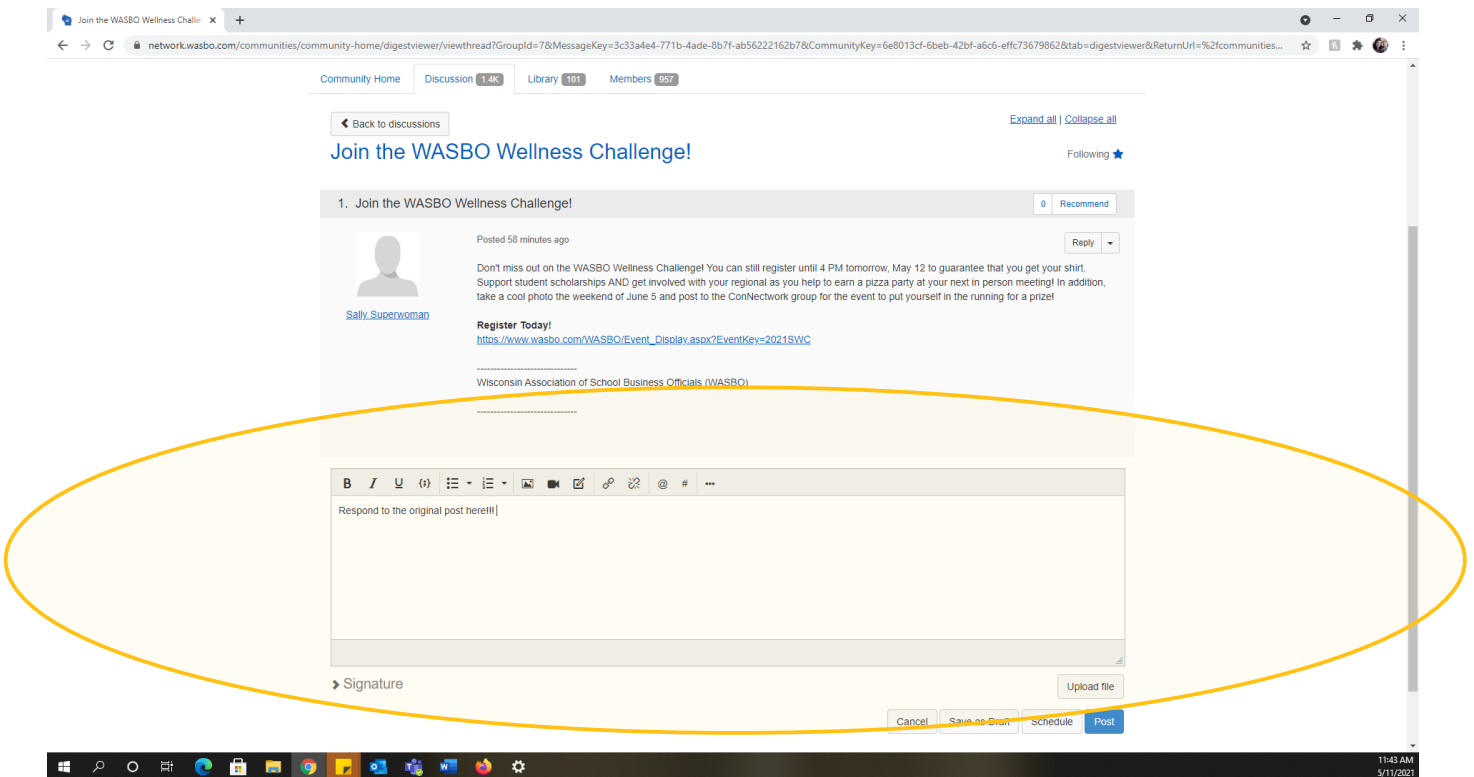 Join the WASBO Wellness Challe
network.wasbo.com/communities/community-home/digestviewer/viewthread?GroupId=7&MessageKey=3c33a4e4-771b-4ade-8b7f-ab56222162b7&CommunityKey=6e8013cf-6beb-42bf-a6c6-effc73679862&tab=digestviewer&ReturnUrl=%2fcommunities...
Community Home Discussion 1.4K Library 101 Members 957
Back to discussions
Expand all | Collapse all
Join the WASBO Wellness Challenge!
Following
1. Join the WASBO Wellness Challenge!
0 Recommend
Posted 58 minutes ago
Reply
Don't miss out on the WASBO Wellness Challenge! You can still register until 4 PM tomorrow, May 12 to guarantee that you get your shirt.
Support student scholarships AND get involved with your regional as you help to earn a pizza party at your next in person meeting! In addition,
take a cool photo the weekend of June 5 and post to the ConNectwork group for the event to put yourself in the running for a prize!
Sally Superwoman
Register Today!
https://www.wasbo.com/WASBO/Event_Display.aspx?EventKey=2021SWC
------------------------------
Wisconsin Association of School Business Officials (WASBO)
------------------------------
B I U {;} @ # •••
Respond to the original post here!!!
Signature
Upload file
Cancel Save as Draft Schedule Post
11:43 AM
5/11/2021